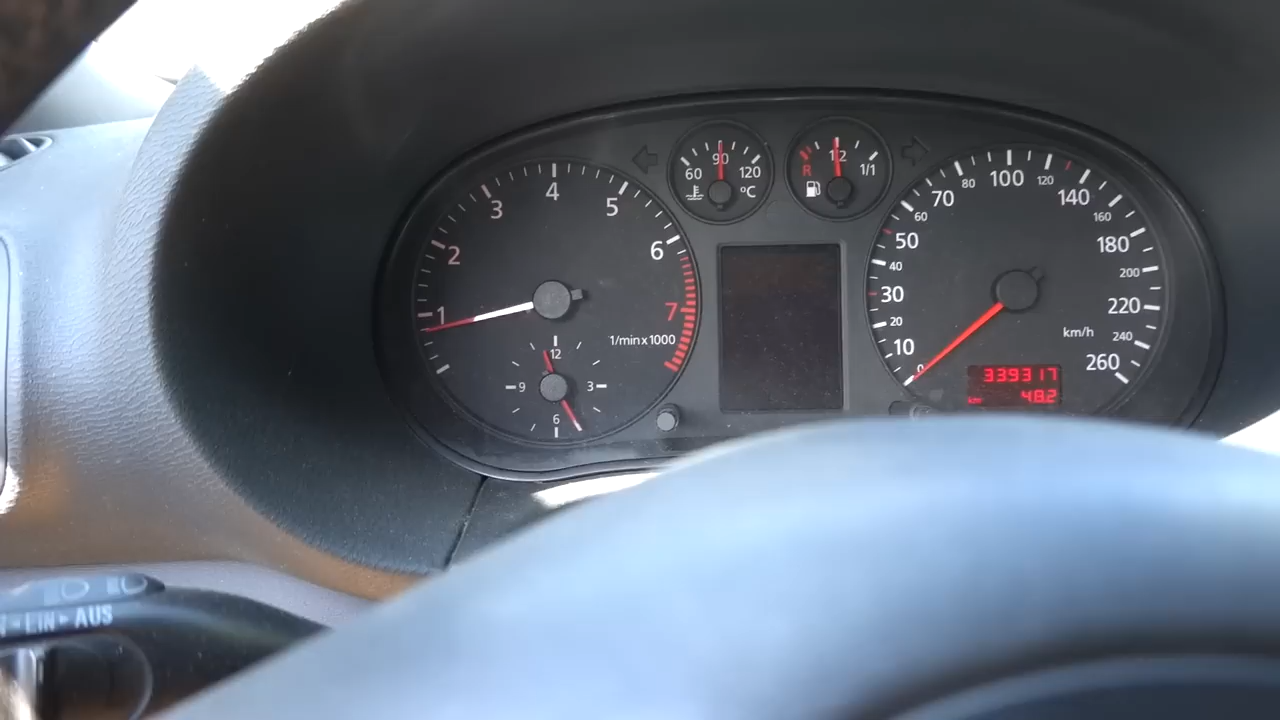 1 2 3 4 5 6 7
1/min x 1000
12 3 6 9
60 90 120
°C
R 1/2 1/1
0 10 20 30 40 50 60 70 80 100 120 140 160 180 200 220 240 260
km/h
339317
km 48.2
EIN AUS